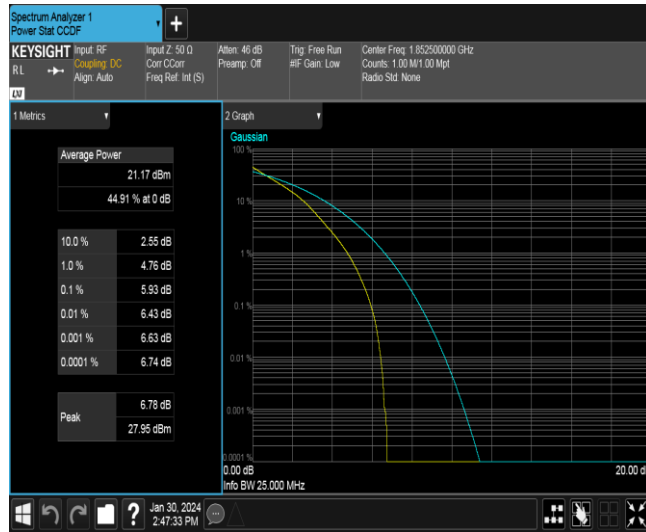 Spectrum Analyzer 1
Power Stat CCDF
KEYSIGHT
RL
LXI
Input: RF
Coupling: DC
Align: Auto
Input Z: 50 Ω
Corr CCorr
Freq Ref: Int (S)
Atten: 46 dB
Preamp: Off
Trig: Free Run
#IF Gain: Low
Center Freq: 1.852500000 GHz
Counts: 1.00 M/1.00 Mpt
Radio Std: None
1 Metrics
Average Power
21.17 dBm
44.91 % at 0 dB
10.0 % 2.55 dB
1.0 % 4.76 dB
0.1 % 5.93 dB
0.01 % 6.43 dB
0.001 % 6.63 dB
0.0001 % 6.74 dB
Peak
6.78 dB
27.95 dBm
2 Graph
Gaussian
100 %
10 %
1 %
0.1 %
0.01 %
0.001 %
0.0001 %
0.00 dB
20.00 d
Info BW 25.000 MHz
?
Jan 30, 2024
2:47:33 PM